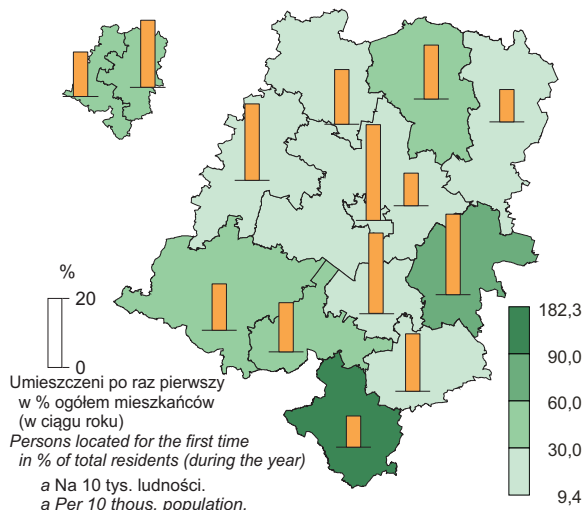 %
20
0
Umieszczeni po raz pierwszy
w % ogółem mieszkańców
(w ciągu roku)
Persons located for the first time
in % of total residents (during the year)
a Na 10 tys. ludności.
a Per 10 thous. population.
182,3
90,0
60,0
30,0
9,4